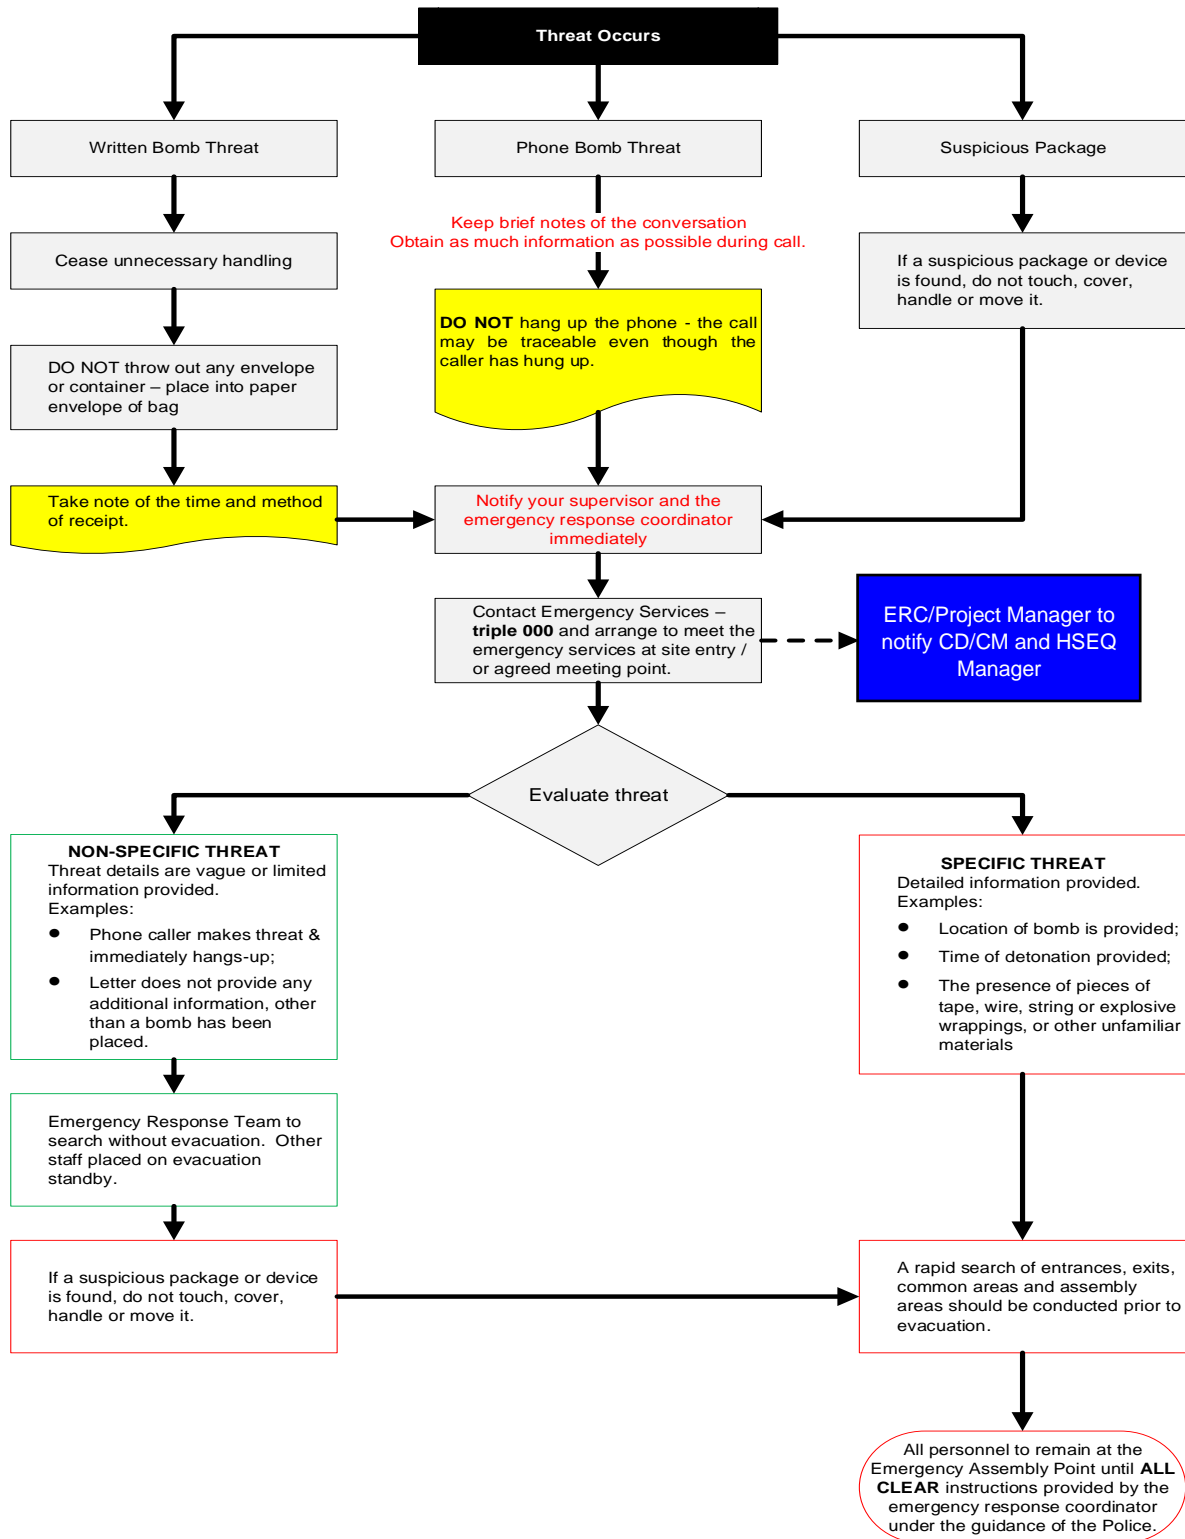 Threat Occurs
Written Bomb Threat
Phone Bomb Threat
Suspicious Package
Keep brief notes of the conversation
Obtain as much information as possible during call.
Cease unnecessary handling
If a suspicious package or device
is found, do not touch, cover,
handle or move it.
DO NOT hang up the phone - the call
may be traceable even though the
caller has hung up.
DO NOT throw out any envelope
or container – place into paper
envelope of bag
Take note of the time and method
of receipt.
Notify your supervisor and the
emergency response coordinator
immediately
Contact Emergency Services –
triple 000 and arrange to meet the
emergency services at site entry /
or agreed meeting point.
ERC/Project Manager to
notify CD/CM and HSEQ
Manager
Evaluate threat
NON-SPECIFIC THREAT
Threat details are vague or limited
information provided.
Examples:
● Phone caller makes threat &
immediately hangs-up;
● Letter does not provide any
additional information, other
than a bomb has been
placed.
SPECIFIC THREAT
Detailed information provided.
Examples:
● Location of bomb is provided;
● Time of detonation provided;
● The presence of pieces of
tape, wire, string or explosive
wrappings, or other unfamiliar
materials
Emergency Response Team to
search without evacuation. Other
staff placed on evacuation
standby.
If a suspicious package or device
is found, do not touch, cover,
handle or move it.
A rapid search of entrances, exits,
common areas and assembly
areas should be conducted prior to
evacuation.
All personnel to remain at the
Emergency Assembly Point until ALL
CLEAR instructions provided by the
emergency response coordinator
under the guidance of the Police.